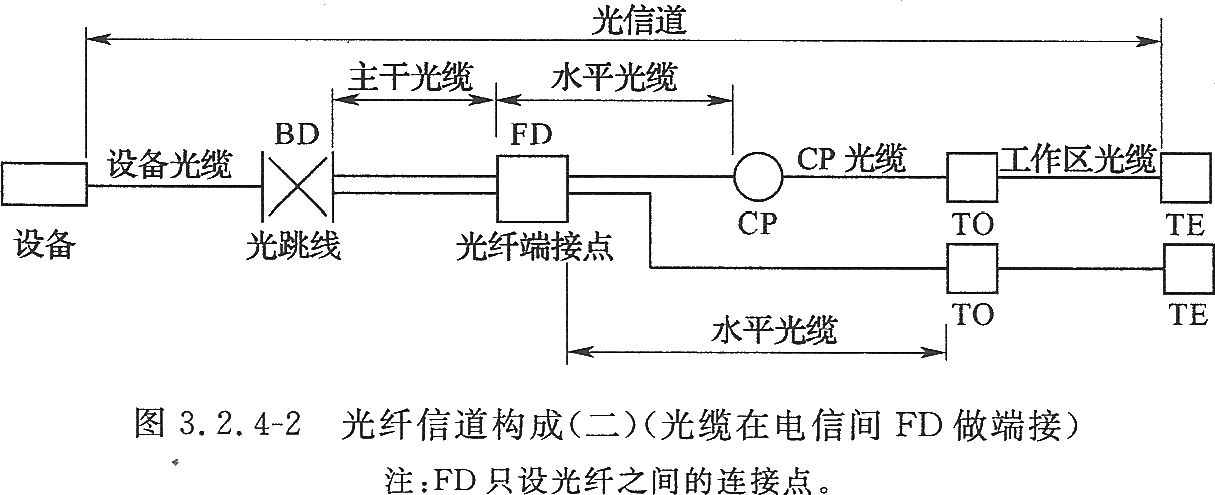 光信道
主干光缆 水平光缆
BD FD
设备光缆 CP 光缆 工作区光缆
CP TO TE
设备 光跳线 光纤端接点
TO TE
水平光缆
图 3.2.4-2 光纤信道构成(二)(光缆在电信间 FD 做端接)
注:FD 只设光纤之间的连接点。